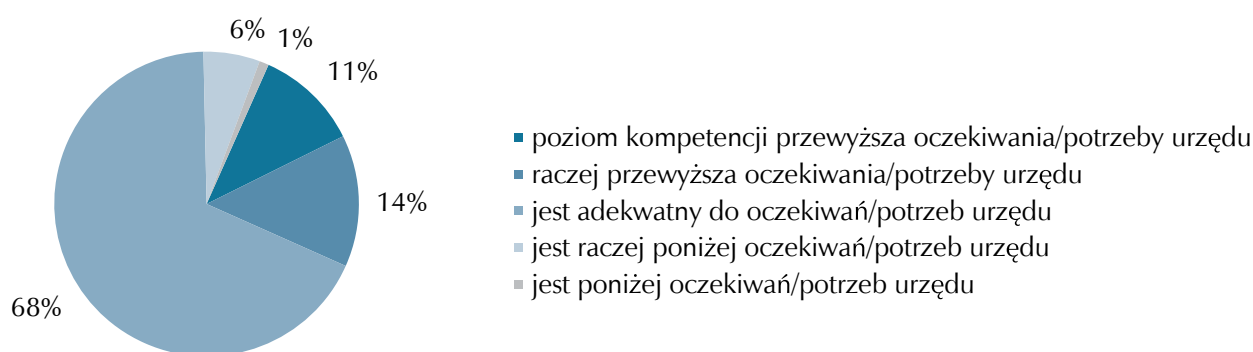 6%
1%
11%
14%
68%
poziom kompetencji przewyższa oczekiwania/potrzeby urzędu
raczej przewyższa oczekiwania/potrzeby urzędu
jest adekwatny do oczekiwań/potrzeb urzędu
jest raczej poniżej oczekiwań/potrzeb urzędu
jest poniżej oczekiwań/potrzeb urzędu